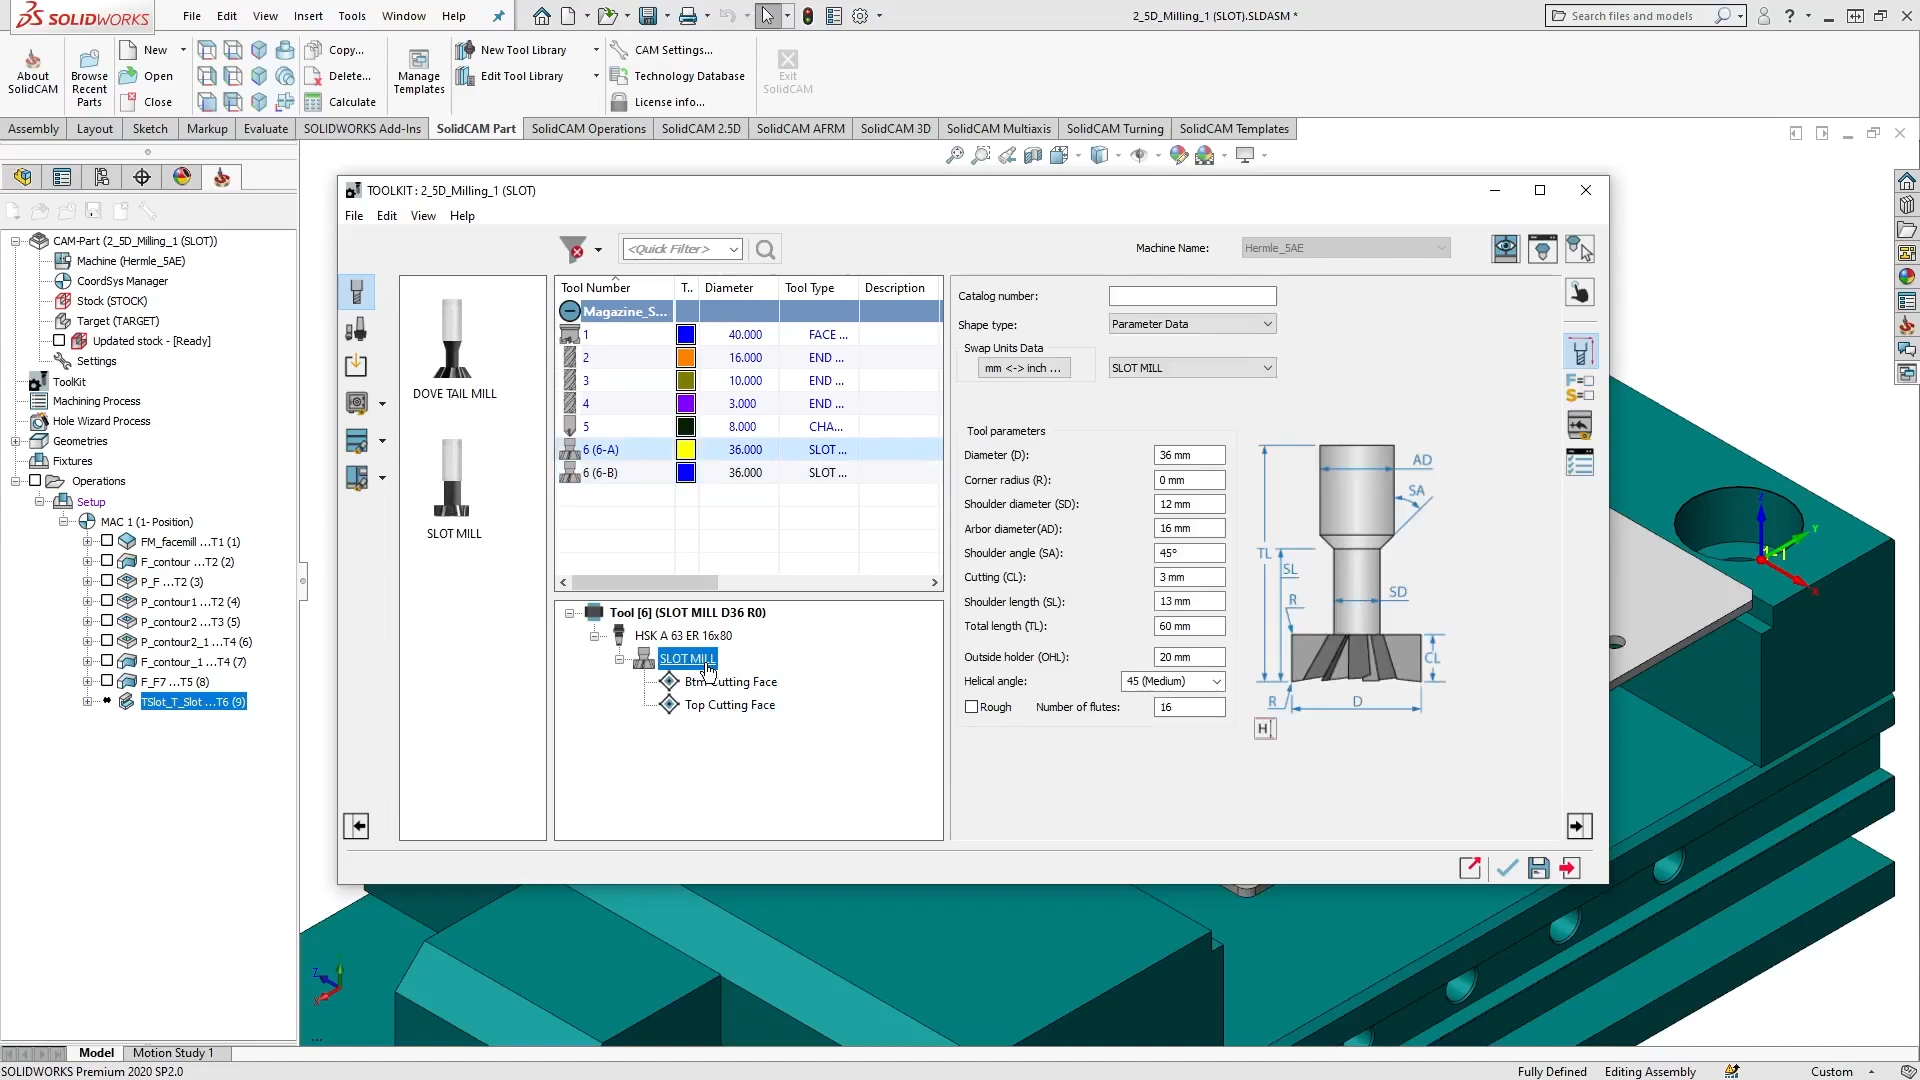 SOLIDWORKS
File Edit View Insert Tools Window Help
2_5D_Milling_1 (SLOT).SLDASM *
Search files and models
About SolidCAM
Browse Recent Parts
New
Open
Close
Copy...
Delete...
Calculate
Manage Templates
New Tool Library
Edit Tool Library
CAM Settings...
Technology Database
License info...
Exit SolidCAM
Assembly Layout Sketch Markup Evaluate SOLIDWORKS Add-Ins SolidCAM Part SolidCAM Operations SolidCAM 2.5D SolidCAM AFRM SolidCAM 3D SolidCAM Multiaxis SolidCAM Turning SolidCAM Templates
CAM-Part (2_5D_Milling_1 (SLOT))
Machine (Hermle_5AE)
CoordSys Manager
Stock (STOCK)
Target (TARGET)
Updated stock - [Ready]
Settings
ToolKit
Machining Process
Hole Wizard Process
Geometries
Fixtures
Operations
Setup
MAC 1 (1- Position)
FM_facemill ...T1 (1)
F_contour ...T2 (2)
P_F ...T2 (3)
P_contour1 ...T2 (4)
P_contour2 ...T3 (5)
P_contour2_1 ...T4 (6)
F_contour_1 ...T4 (7)
F_F7 ...T5 (8)
TSlot_T_Slot ...T6 (9)
TOOLKIT : 2_5D_Milling_1 (SLOT)
File Edit View Help
<Quick Filter>
Machine Name: Hermle_5AE
DOVE TAIL MILL
SLOT MILL
Tool Number T.. Diameter Tool Type Description
Magazine_S...
1 40.000 FACE ...
2 16.000 END ...
3 10.000 END ...
4 3.000 END ...
5 8.000 CHA...
6 (6-A) 36.000 SLOT ...
6 (6-B) 36.000 SLOT ...
Tool [6] (SLOT MILL D36 R0)
HSK A 63 ER 16x80
SLOT MILL
Btm Cutting Face
Top Cutting Face
Catalog number:
Shape type: Parameter Data
Swap Units Data
mm <-> inch ...
SLOT MILL
Tool parameters
Diameter (D): 36 mm
Corner radius (R): 0 mm
Shoulder diameter (SD): 12 mm
Arbor diameter(AD): 16 mm
Shoulder angle (SA): 45°
Cutting (CL): 3 mm
Shoulder length (SL): 13 mm
Total length (TL): 60 mm
Outside holder (OHL): 20 mm
Helical angle: 45 (Medium)
Rough Number of flutes: 16
AD
SA
TL
SL
R
SD
CL
R
D
H
F=
S=
Z
Y
X
1-1
Z
X
Model Motion Study 1
SOLIDWORKS Premium 2020 SP2.0
Fully Defined Editing Assembly Custom